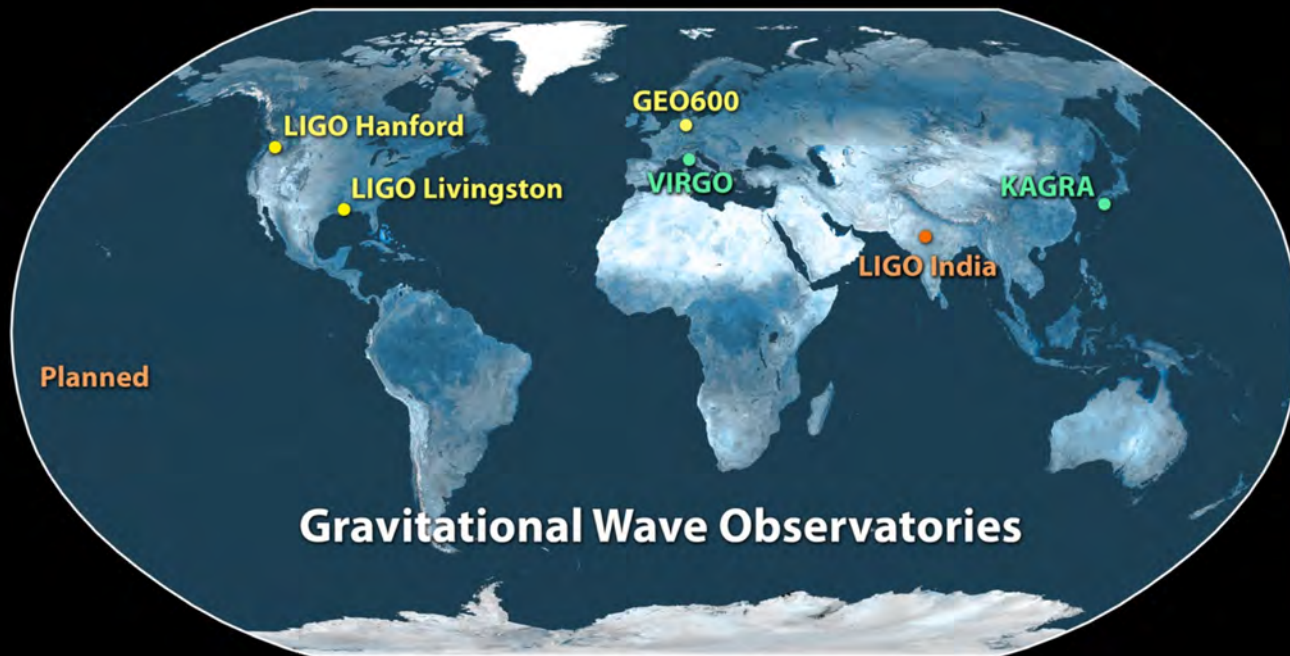 GEO600
LIGO Hanford
VIRGO
LIGO Livingston
KAGRA
LIGO India
Planned
Gravitational Wave Observatories